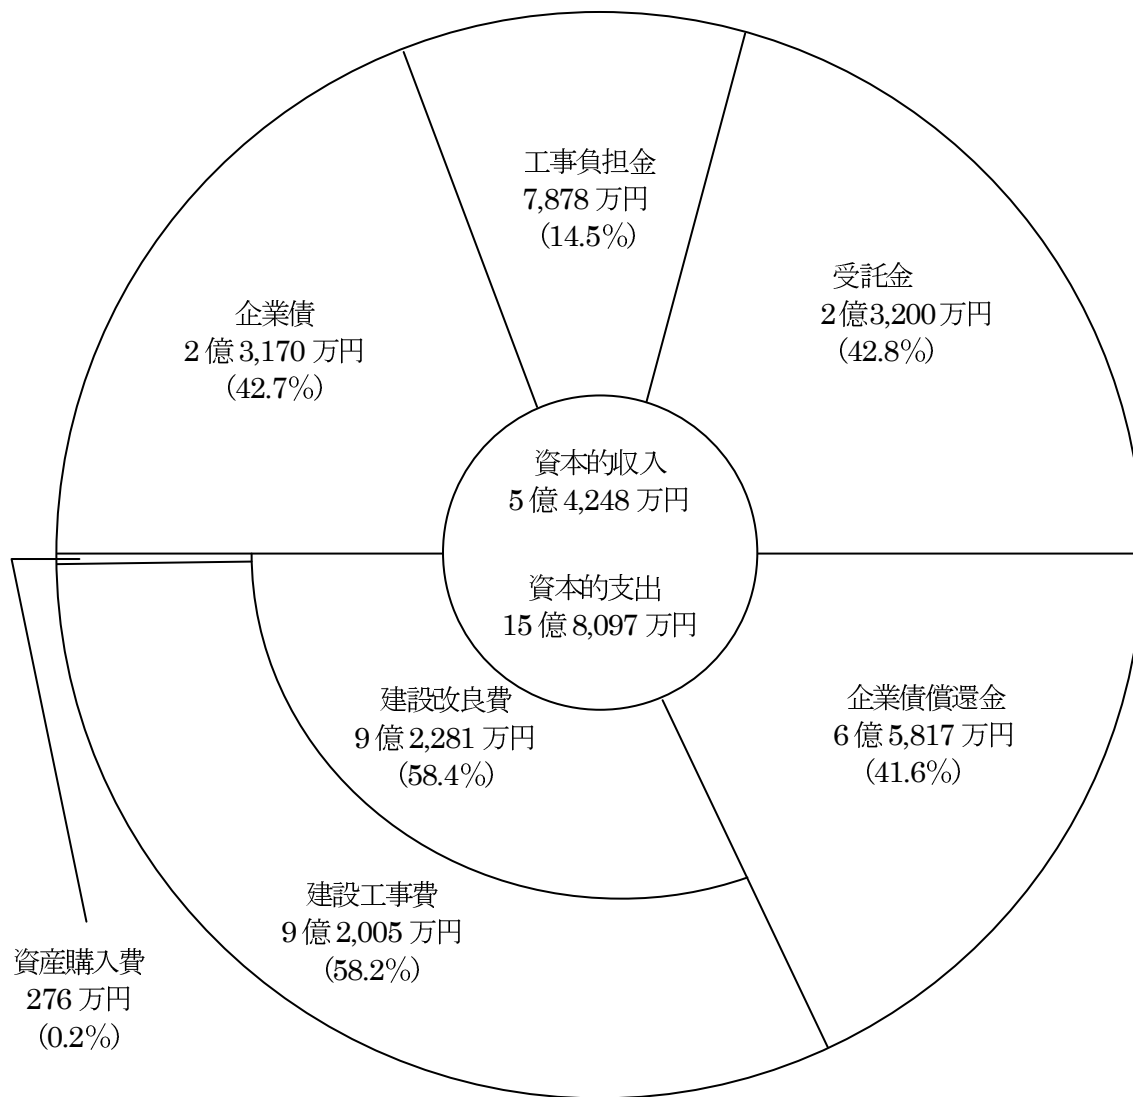 工事負担金
7,878 万円
(14.5%)
受託金
2億3,200万円
(42.8%)
企業債
2 億 3,170 万円
(42.7%)
資本的収入
5 億 4,248 万円
資本的支出
15 億 8,097 万円
建設改良費
9 億 2,281 万円
(58.4%)
企業債償還金
6 億 5,817 万円
(41.6%)
建設工事費
9 億 2,005 万円
(58.2%)
資産購入費
276 万円
(0.2%)